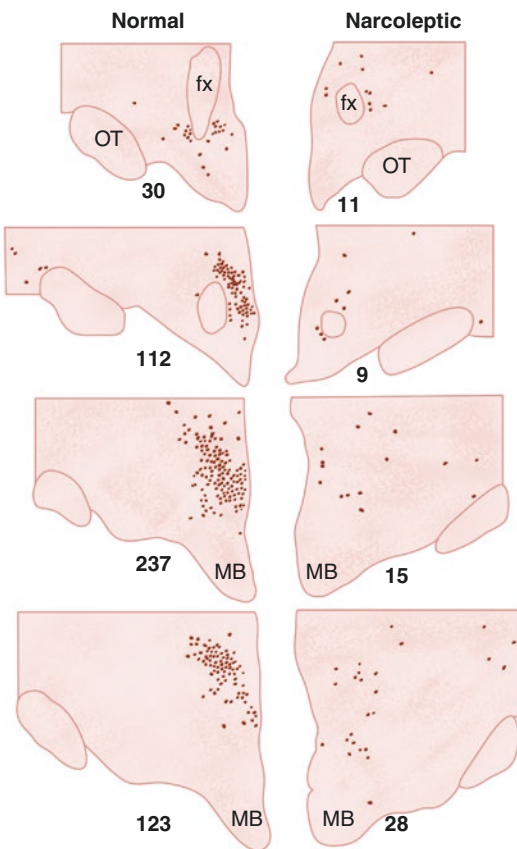 Normal Narcoleptic
fx fx
OT OT
30 11
112 9
237 MB MB 15
123 MB MB 28